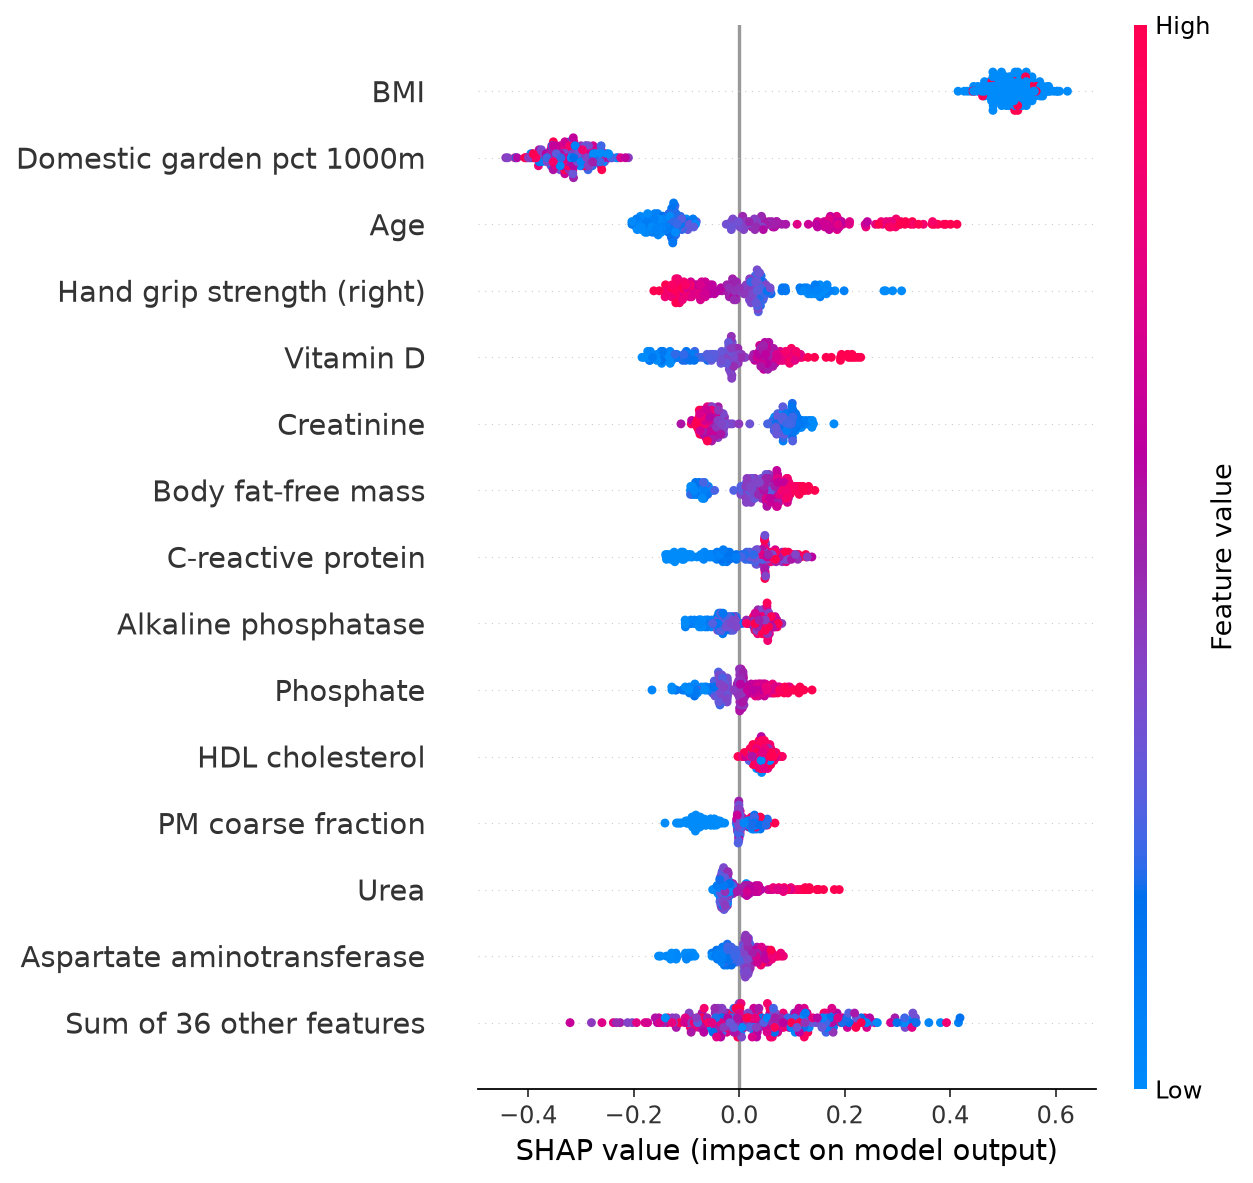 High
BMI
Domestic garden pct 1000m
Age
Hand grip strength (right)
Vitamin D
Creatinine
Body fat-free mass
C-reactive protein
Alkaline phosphatase
Phosphate
HDL cholesterol
PM coarse fraction
Urea
Aspartate aminotransferase
Sum of 36 other features
Feature value
Low
−0.4 −0.2 0.0 0.2 0.4 0.6
SHAP value (impact on model output)